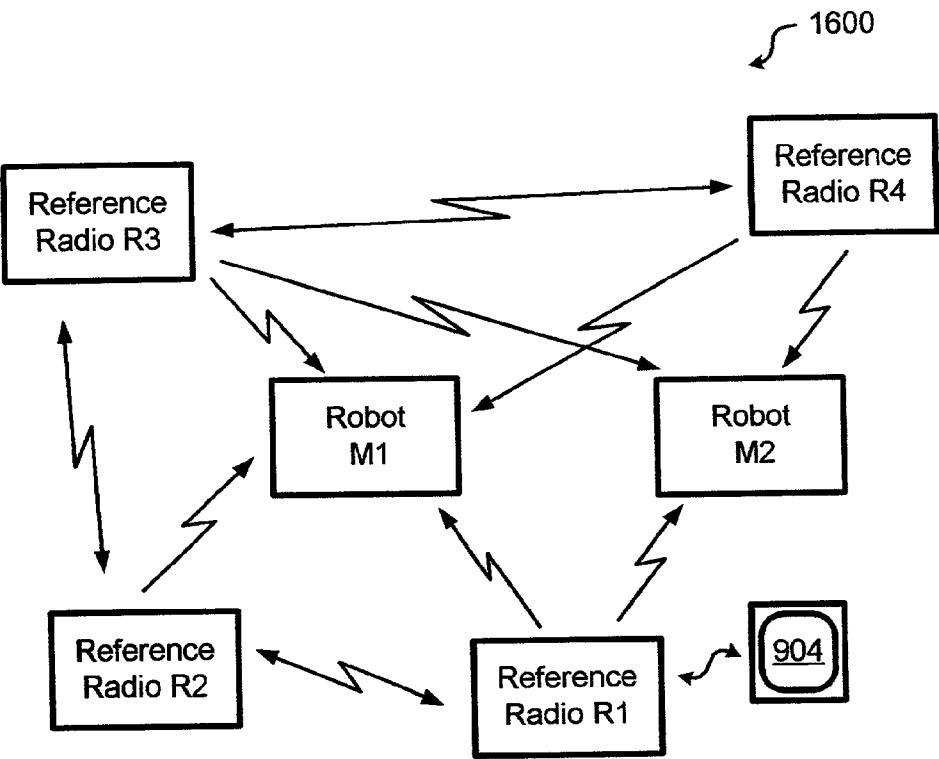 1600
Reference
Radio R4
Reference
Radio R3
Robot
M1
Robot
M2
Reference
Radio R2
Reference
Radio R1
904